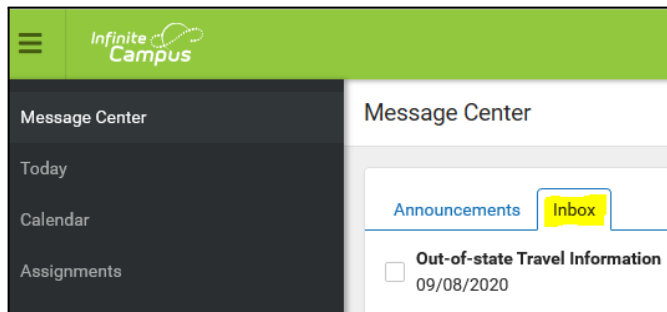 Infinite
Campus
Message Center
Today
Calendar
Assignments
Message Center
Announcements Inbox
Out-of-state Travel Information
09/08/2020